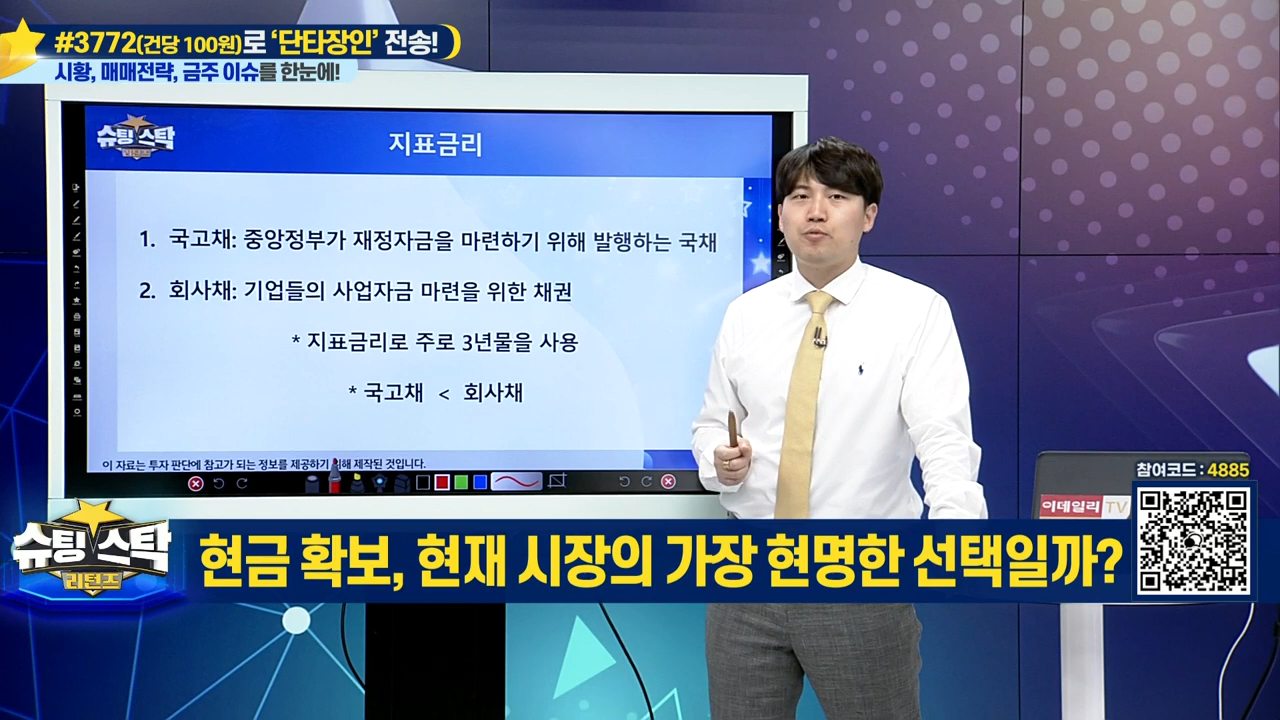 #3772(건당 100원)로 '단타장인' 전송!
시황, 매매전략, 금주 이슈를 한눈에!
슈팅스탁
리턴즈
지표금리
1. 국고채: 중앙정부가 재정자금을 마련하기 위해 발행하는 국채
2. 회사채: 기업들의 사업자금 마련을 위한 채권
* 지표금리로 주로 3년물을 사용
* 국고채 < 회사채
이 자료는 투자 판단에 참고가 되는 정보를 제공하기 위해 제작된 것입니다.
참여코드 : 4885
이데일리TV
슈팅스탁
리턴즈
현금 확보, 현재 시장의 가장 현명한 선택일까?